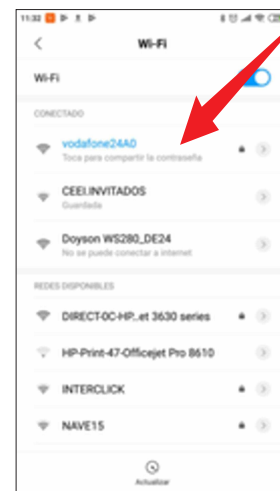 11:32
Wi-Fi
Wi-Fi
CONECTADO
vodafone24A0
Toca para compartir la contraseña
CEEI.INVITADOS
Guardada
Doyson WS280_DE24
No se puede conectar a internet
REDES DISPONIBLES
DIRECT-0C-HP...et 3630 series
HP-Print-47-Officejet Pro 8610
INTERCLICK
NAVE15
Actualizar